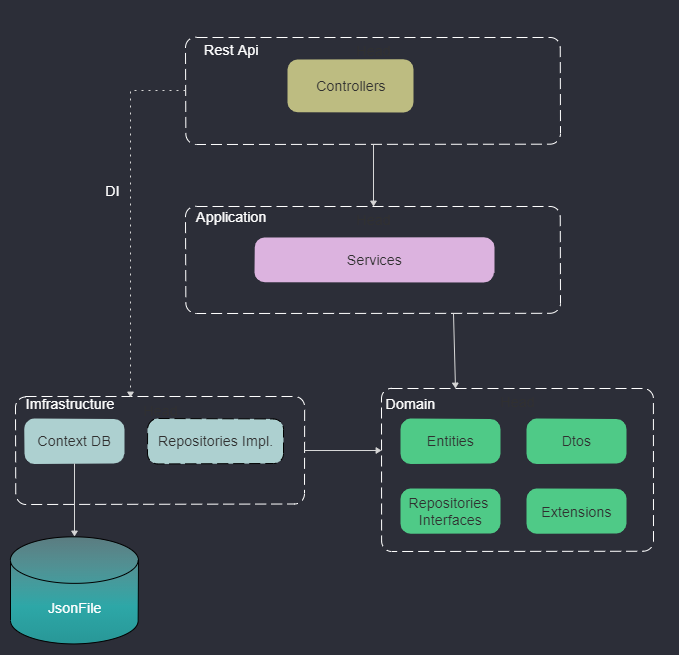 Rest Api
Controllers
DI
Application
Services
Imfrastructure
Context DB
Repositories Impl.
Domain
Entities
Dtos
Repositories
Interfaces
Extensions
JsonFile